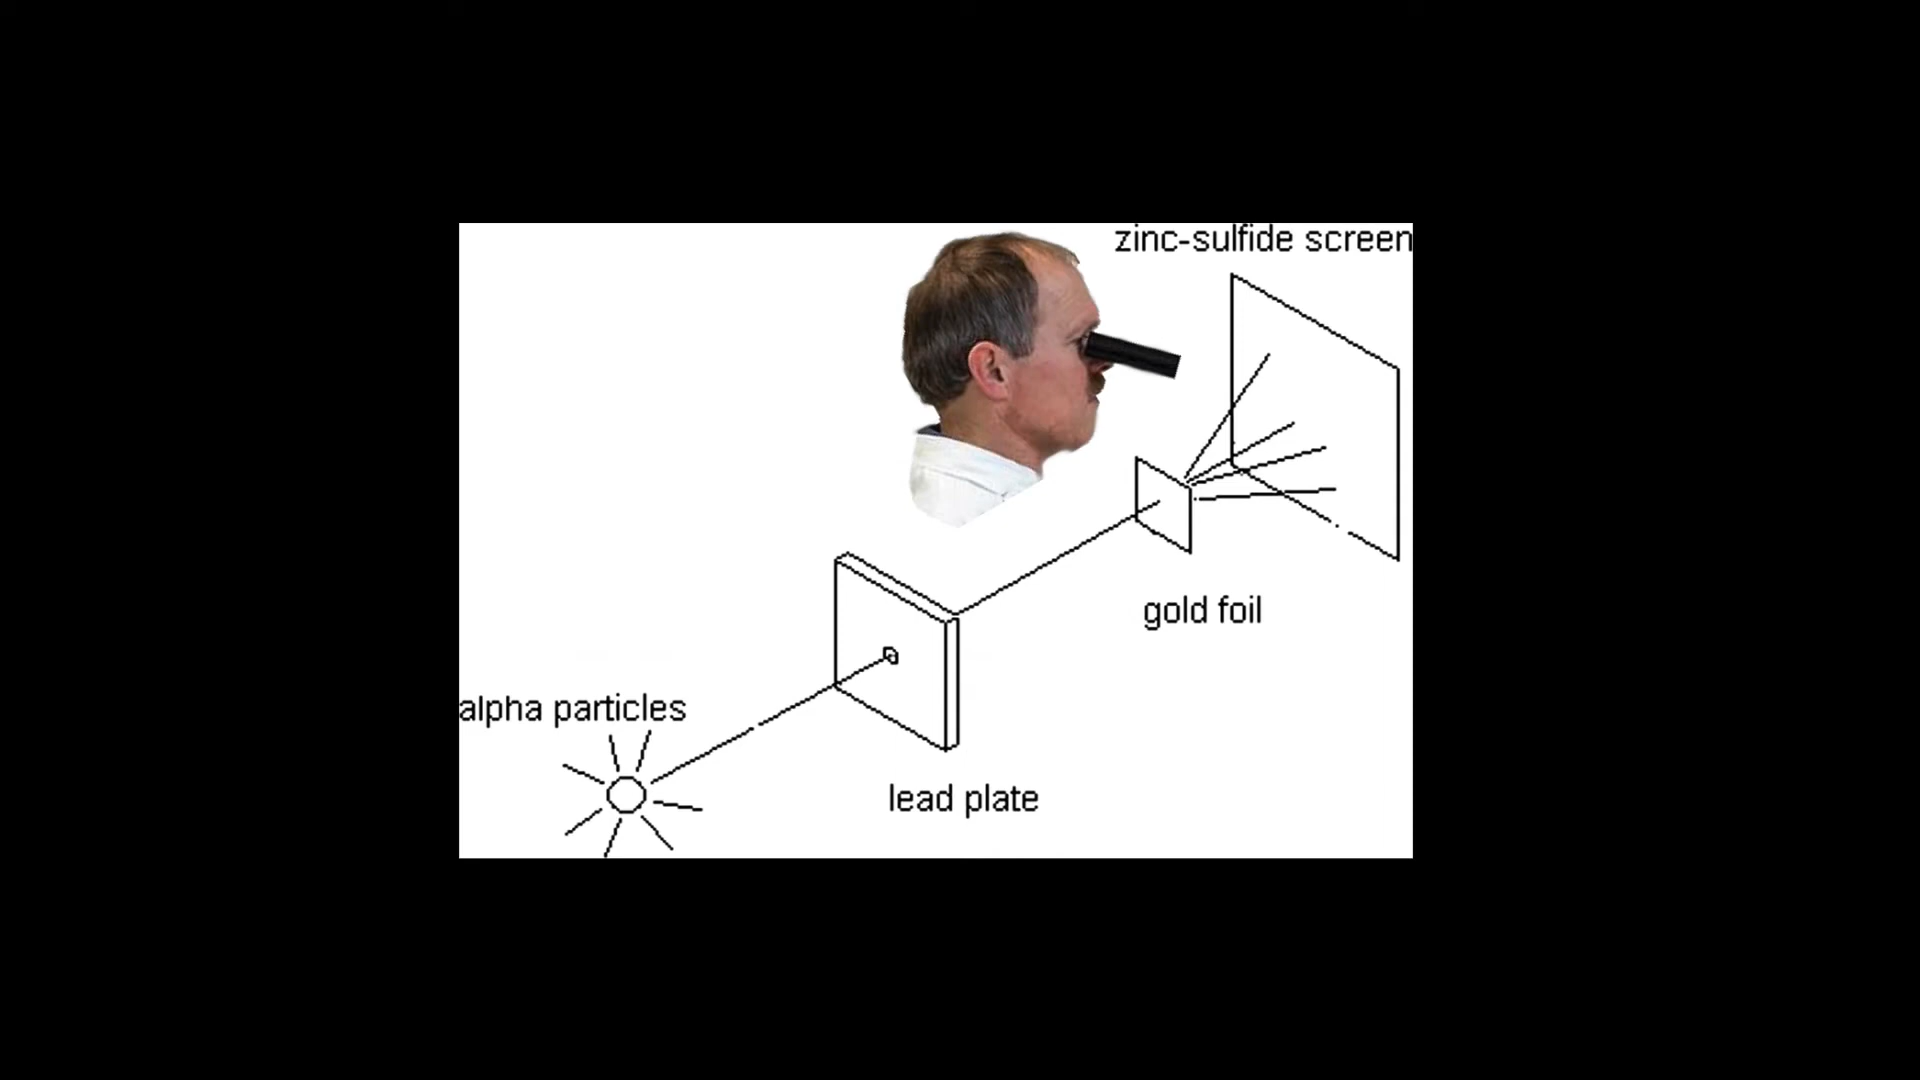 zinc-sulfide screen
gold foil
alpha particles
lead plate